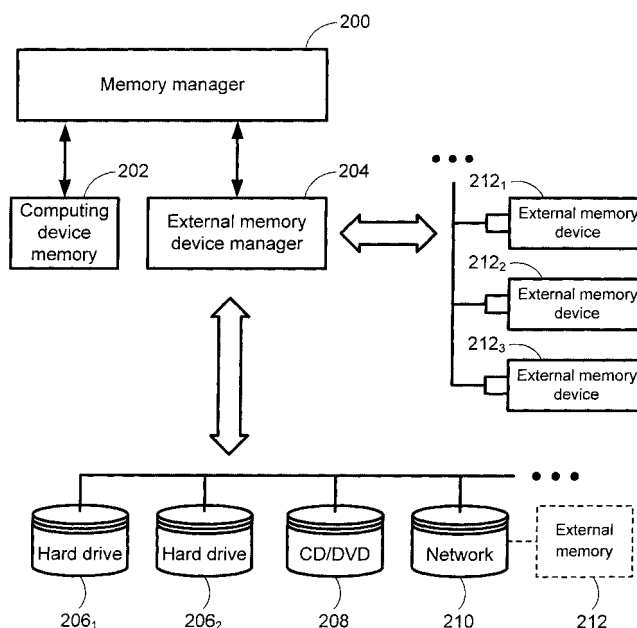 200
Memory manager
202
204
Computing
device
memory
External memory
device manager
212₁
External memory
device
212₂
External memory
device
212₃
External memory
device
Hard drive
Hard drive
CD/DVD
Network
External
memory
206₁
206₂
208
210
212